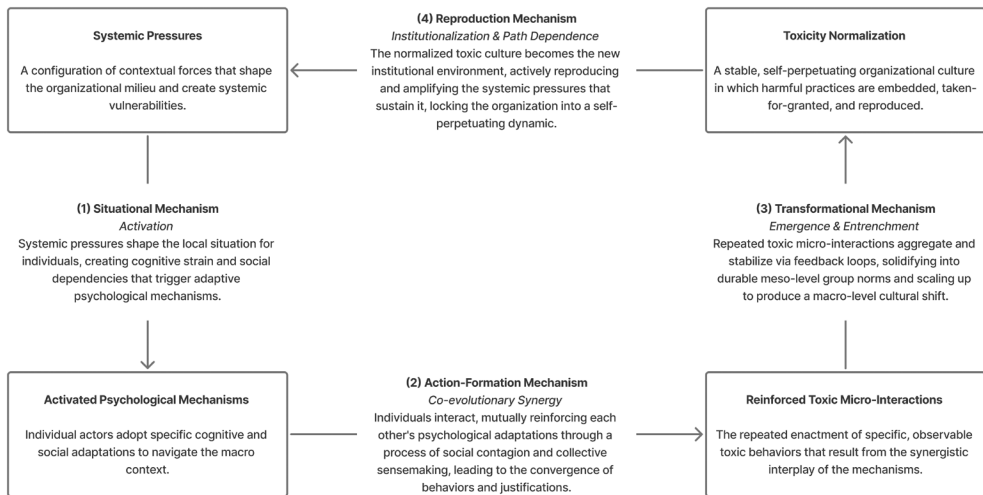 Systemic Pressures
A configuration of contextual forces that shape
the organizational milieu and create systemic
vulnerabilities.
(4) Reproduction Mechanism
Institutionalization & Path Dependence
The normalized toxic culture becomes the new
institutional environment, actively reproducing
and amplifying the systemic pressures that
sustain it, locking the organization into a self-
perpetuating dynamic.
Toxicity Normalization
A stable, self-perpetuating organizational culture
in which harmful practices are embedded, taken-
for-granted, and reproduced.
(1) Situational Mechanism
Activation
Systemic pressures shape the local situation for
individuals, creating cognitive strain and social
dependencies that trigger adaptive
psychological mechanisms.
(3) Transformational Mechanism
Emergence & Entrenchment
Repeated toxic micro-interactions aggregate and
stabilize via feedback loops, solidifying into
durable meso-level group norms and scaling up
to produce a macro-level cultural shift.
Activated Psychological Mechanisms
Individual actors adopt specific cognitive and
social adaptations to navigate the macro
context.
(2) Action-Formation Mechanism
Co-evolutionary Synergy
Individuals interact, mutually reinforcing each
other's psychological adaptations through a
process of social contagion and collective
sensemaking, leading to the convergence of
behaviors and justifications.
Reinforced Toxic Micro-Interactions
The repeated enactment of specific, observable
toxic behaviors that result from the synergistic
interplay of the mechanisms.